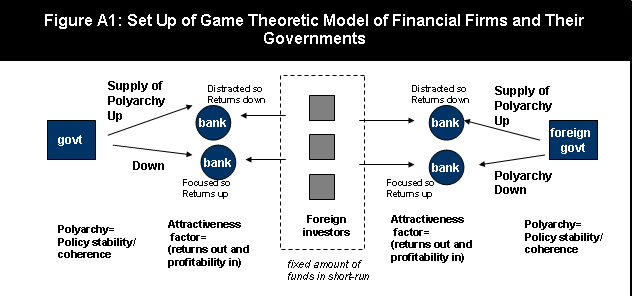 Figure A1: Set Up of Game Theoretic Model of Financial Firms and Their
Governments
Supply of
Polyarchy
Up
govt
Down
Distracted so
Returns down
bank
bank
Focused so
Returns up
Distracted so
Returns down
bank
bank
Focused so
Returns up
Supply of
Polyarchy
Up
foreign
govt
Polyarchy
Down
Polyarchy=
Policy stability/
coherence
Attractiveness
factor=
(returns out and
profitability in)
Foreign
investors
fixed amount of
funds in short-run
Attractiveness
factor=
(returns out and
profitability in)
Polyarchy=
Policy stability/
coherence